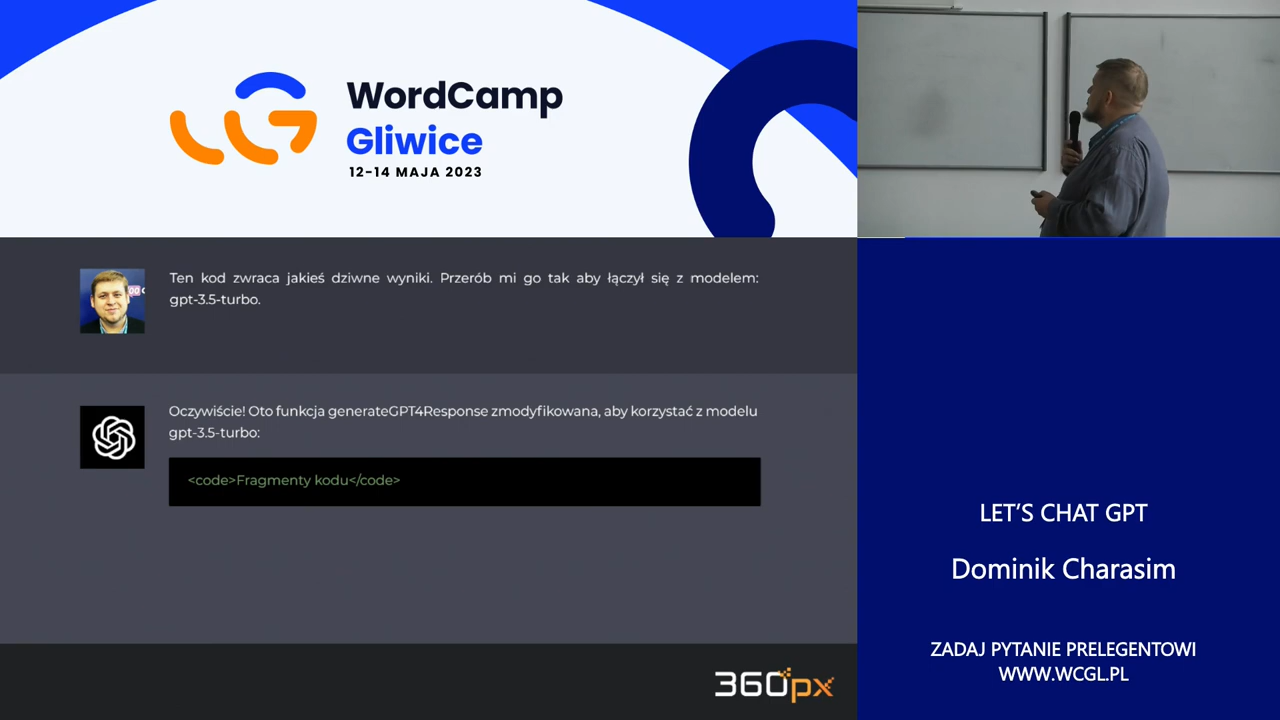 WordCamp
Gliwice
12-14 MAJA 2023
Ten kod zwraca jakieś dziwne wyniki. Przerób mi go tak aby łączył się z modelem:
gpt-3.5-turbo.
Oczywiście! Oto funkcja generateGPT4Response zmodyfikowana, aby korzystać z modelu
gpt-3.5-turbo:
<code>Fragmenty kodu</code>
360px
LET'S CHAT GPT
Dominik Charasim
ZADAJ PYTANIE PRELEGENTOWI
WWW.WCGL.PL